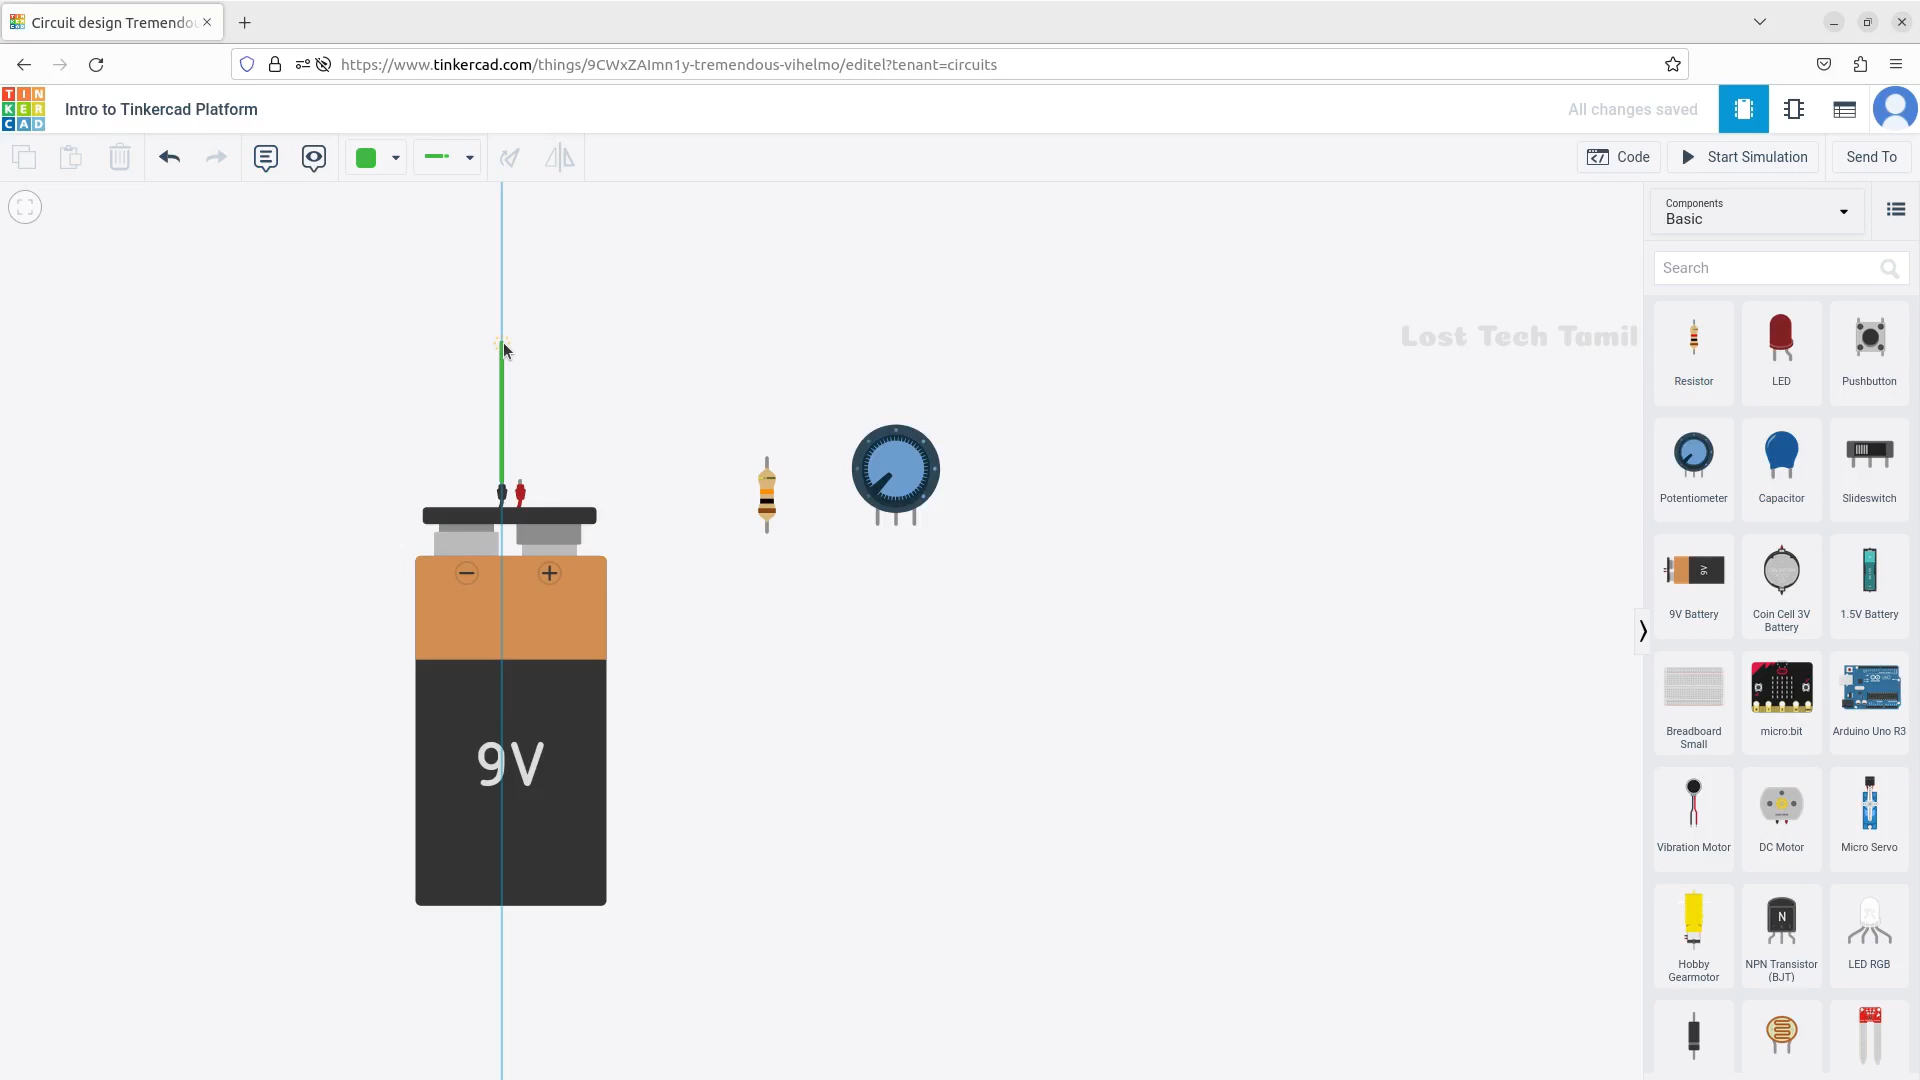 Circuit design Tremendo
https://www.tinkercad.com/things/9CWxZAImn1y-tremendous-vihelmo/editel?tenant=circuits
TIN
KER
CAD
Intro to Tinkercad Platform
All changes saved
Code
Start Simulation
Send To
Components
Basic
Search
Lost Tech Tamil
Resistor
LED
Pushbutton
Potentiometer
Capacitor
Slideswitch
9V
9V Battery
Coin Cell 3V
Battery
1.5V Battery
Breadboard
Small
micro:bit
Arduino Uno R3
9V
Vibration Motor
DC Motor
Micro Servo
N
Hobby
Gearmotor
NPN Transistor
(BJT)
LED RGB